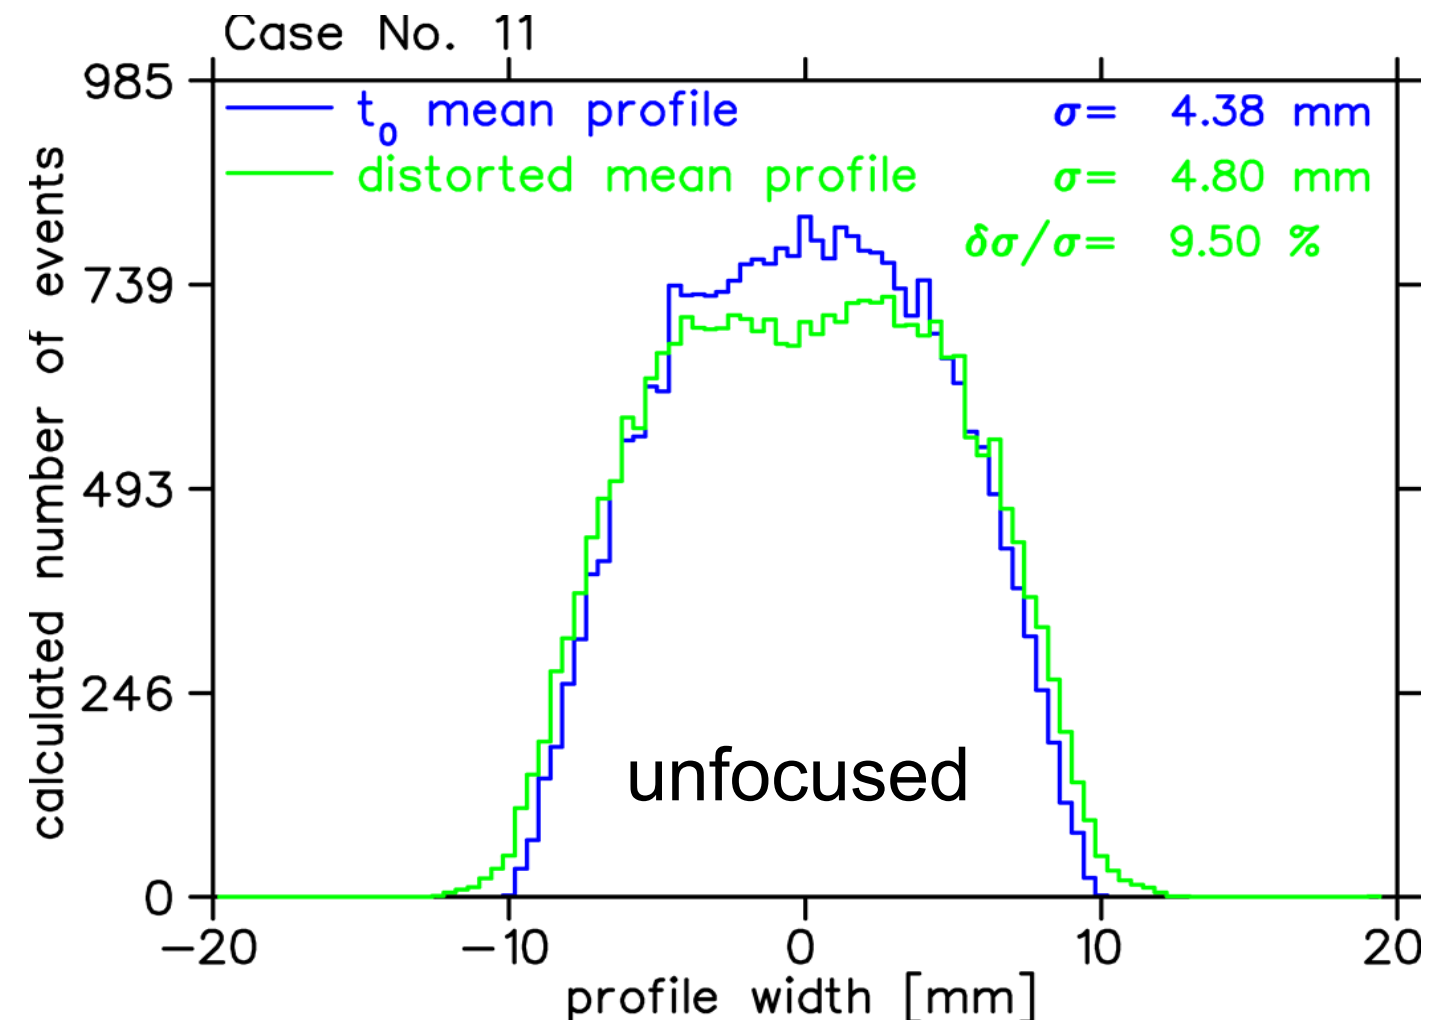 Case No. 11
985
t₀ mean profile σ= 4.38 mm
distorted mean profile σ= 4.80 mm
δσ/σ= 9.50 %
739
493
246
0
unfocused
−20 −10 0 10 20
profile width [mm]
calculated number of events